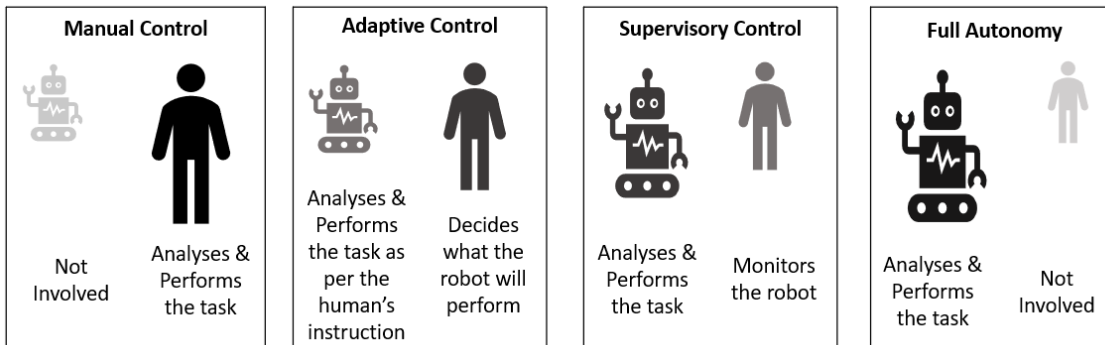 Manual Control
Not
Involved
Analyses &
Performs
the task
Adaptive Control
Analyses &
Performs
the task as
per the
human's
instruction
Decides
what the
robot will
perform
Supervisory Control
Analyses &
Performs
the task
Monitors
the robot
Full Autonomy
Analyses &
Performs
the task
Not
Involved